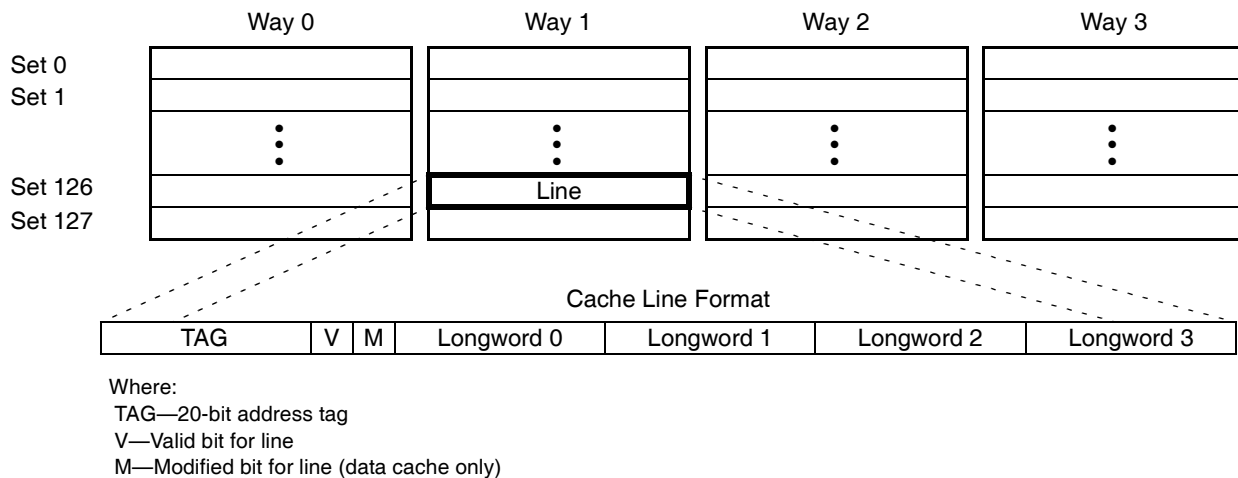 Way 0 Way 1 Way 2 Way 3
Set 0
Set 1
Set 126
Line
Set 127
Cache Line Format
TAG V M Longword 0 Longword 1 Longword 2 Longword 3
Where:
TAG—20-bit address tag
V—Valid bit for line
M—Modified bit for line (data cache only)